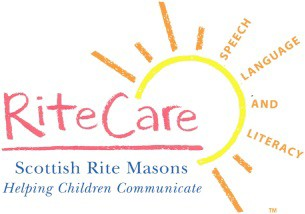 RiteCare
Scottish Rite Masons
Helping Children Communicate
SPEECH
LANGUAGE
AND
LITERACY
TM